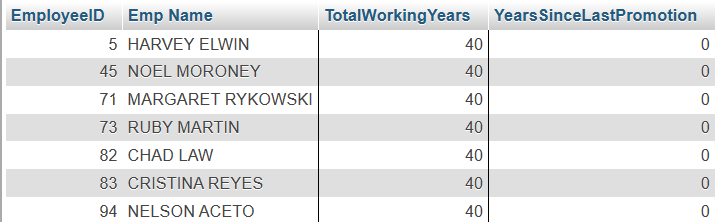 EmployeeID Emp Name TotalWorkingYears YearsSinceLastPromotion
5 HARVEY ELWIN 40 0
45 NOEL MORONEY 40 0
71 MARGARET RYKOWSKI 40 0
73 RUBY MARTIN 40 0
82 CHAD LAW 40 0
83 CRISTINA REYES 40 0
94 NELSON ACETO 40 0